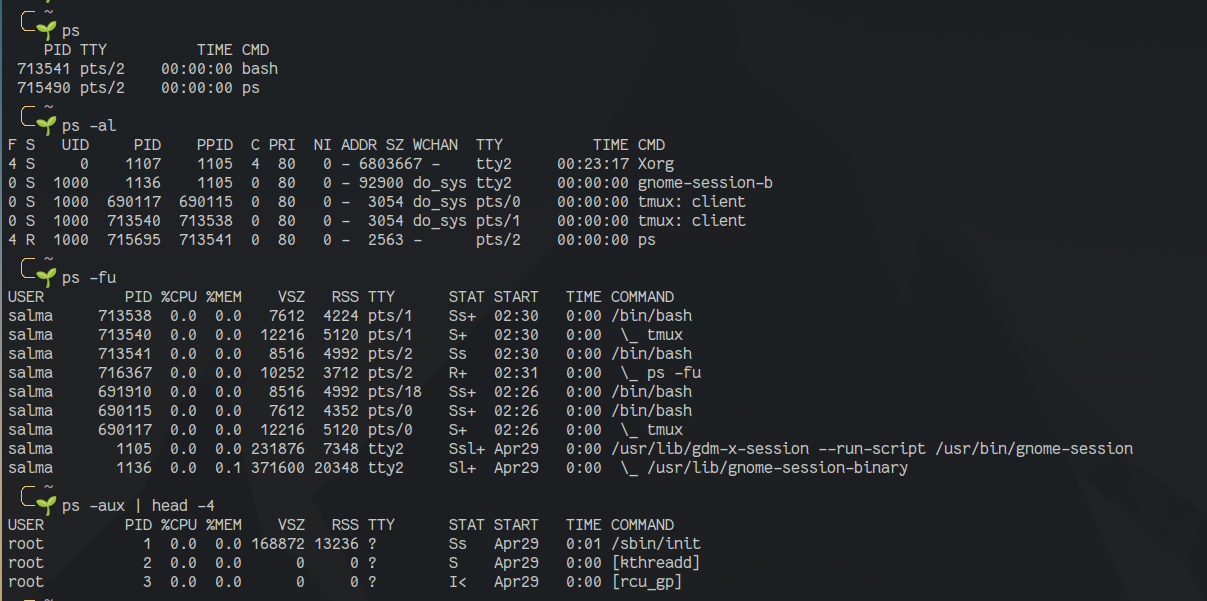 ~
ps
    PID TTY          TIME CMD
 713541 pts/2    00:00:00 bash
 715490 pts/2    00:00:00 ps
~
ps -al
F S   UID     PID    PPID  C PRI  NI ADDR SZ WCHAN  TTY          TIME CMD
4 S     0    1107    1105  4  80   0 - 6803667 -    tty2     00:23:17 Xorg
0 S  1000    1136    1105  0  80   0 - 92900 do_sys tty2     00:00:00 gnome-session-b
0 S  1000  690117  690115  0  80   0 -  3054 do_sys pts/0    00:00:00 tmux: client
0 S  1000  713540  713538  0  80   0 -  3054 do_sys pts/1    00:00:00 tmux: client
4 R  1000  715695  713541  0  80   0 -  2563 -      pts/2    00:00:00 ps
~
ps -fu
USER         PID %CPU %MEM    VSZ   RSS TTY      STAT START   TIME COMMAND
salma     713538  0.0  0.0   7612  4224 pts/1    Ss+  02:30   0:00 /bin/bash
salma     713540  0.0  0.0  12216  5120 pts/1    S+   02:30   0:00  \_ tmux
salma     713541  0.0  0.0   8516  4992 pts/2    Ss   02:30   0:00 /bin/bash
salma     716367  0.0  0.0  10252  3712 pts/2    R+   02:31   0:00  \_ ps -fu
salma     691910  0.0  0.0   8516  4992 pts/18   Ss+  02:26   0:00 /bin/bash
salma     690115  0.0  0.0   7612  4352 pts/0    Ss+  02:26   0:00 /bin/bash
salma     690117  0.0  0.0  12216  5120 pts/0    S+   02:26   0:00  \_ tmux
salma       1105  0.0  0.0 231876  7348 tty2     Ssl+ Apr29   0:00 /usr/lib/gdm-x-session --run-script /usr/bin/gnome-session
salma       1136  0.0  0.1 371600 20348 tty2     Sl+  Apr29   0:00  \_ /usr/lib/gnome-session-binary
~
ps -aux | head -4
USER         PID %CPU %MEM    VSZ   RSS TTY      STAT START   TIME COMMAND
root           1  0.0  0.0 168872 13236 ?        Ss   Apr29   0:01 /sbin/init
root           2  0.0  0.0      0     0 ?        S    Apr29   0:00 [kthreadd]
root           3  0.0  0.0      0     0 ?        I<   Apr29   0:00 [rcu_gp]
~